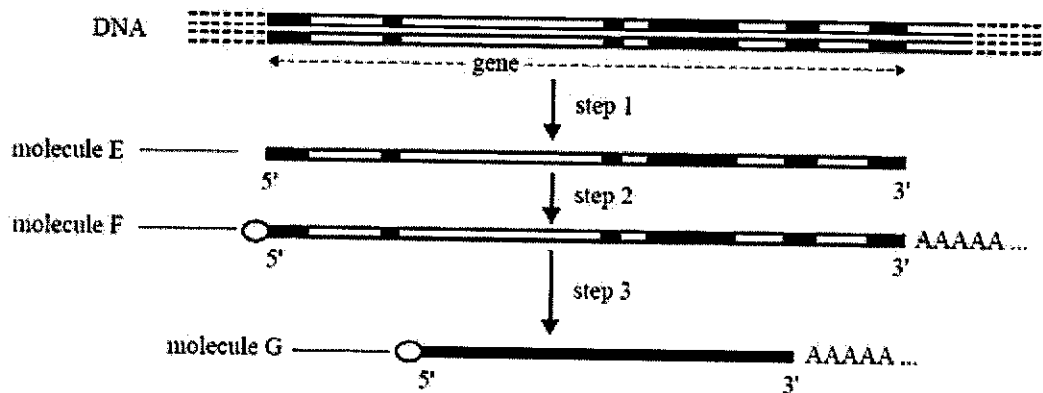 DNA
gene
step 1
molecule E
5'
3'
step 2
molecule F
AAAAA ...
5'
3'
step 3
molecule G
AAAAA ...
5'
3'